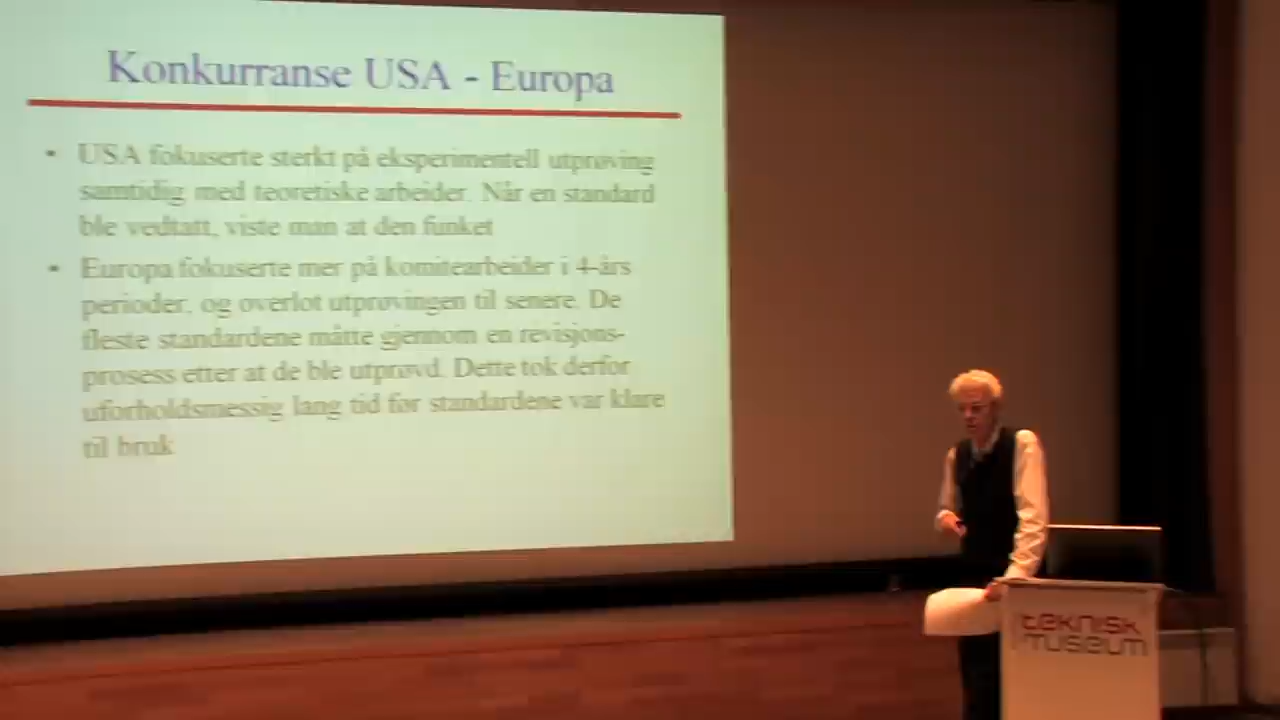 Konkurranse USA - Europa
• USA fokuserte sterkt på eksperimentell utprøving
samtidig med teoretiske arbeider. Når en standard
ble vedtatt, viste man at den funket
• Europa fokuserte mer på komitearbeider i 4-års
perioder, og overlot utprøvingen til senere. De
fleste standardene måtte gjennom en revisjons-
prosess etter at de ble utprøvd. Dette tok derfor
uforholdsmessig lang tid før standardene var klare
til bruk
teknisk
museum